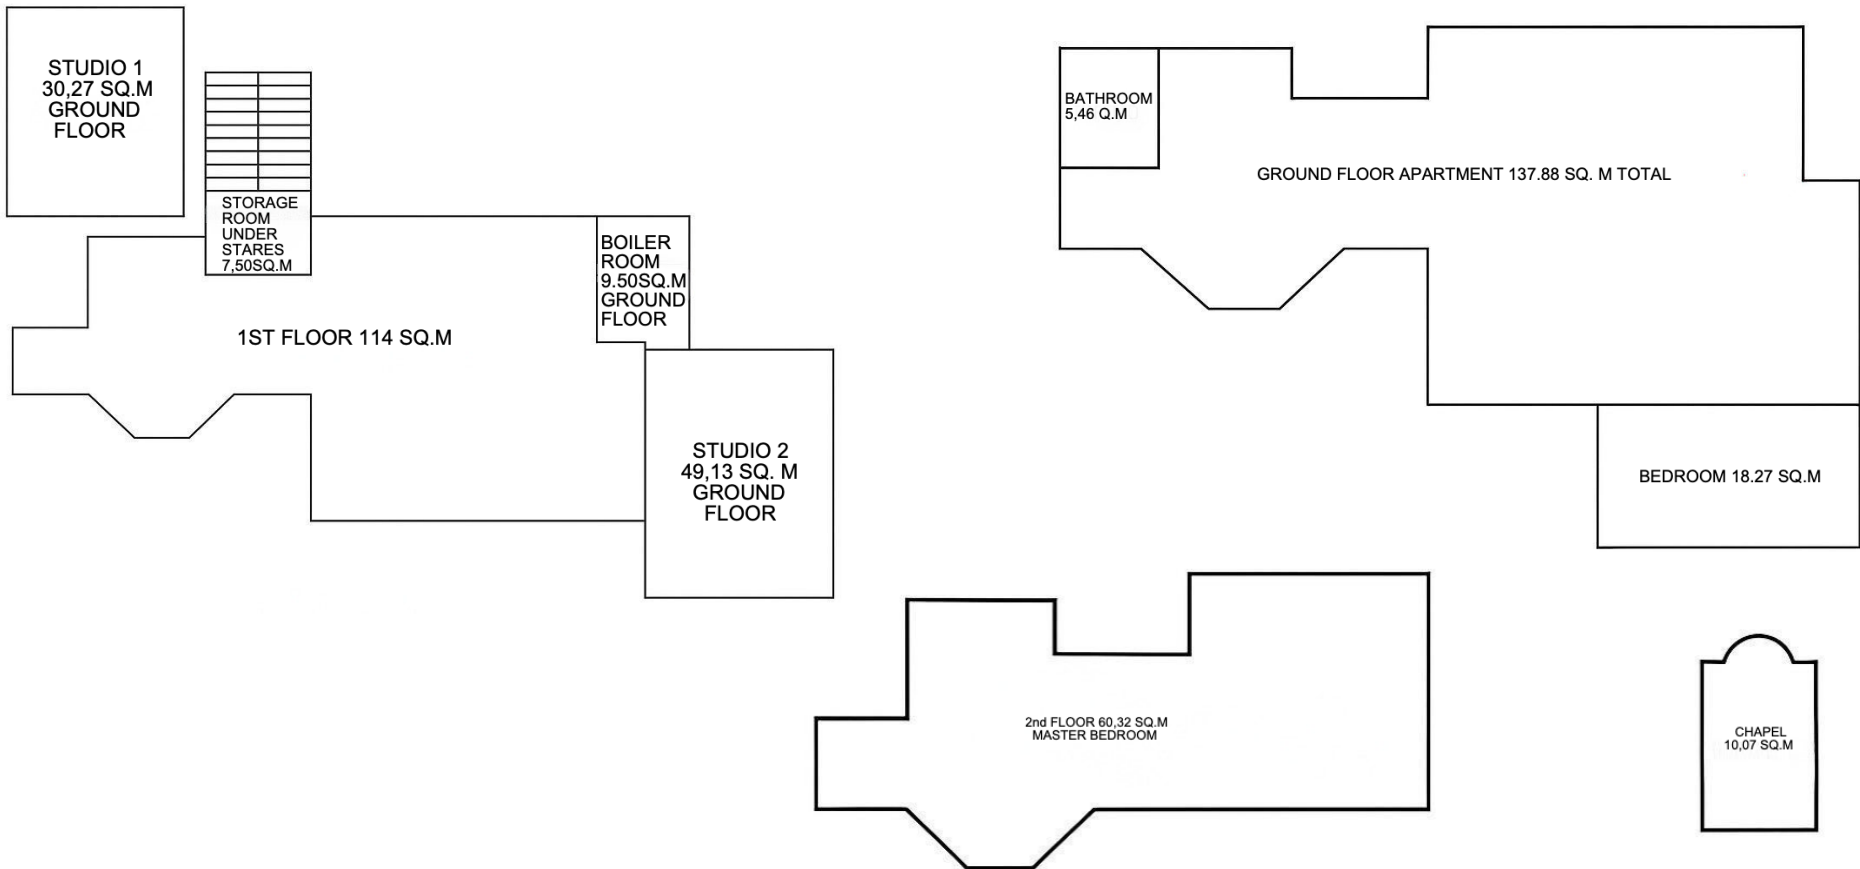 STUDIO 1
30,27 SQ.M
GROUND
FLOOR
STORAGE
ROOM
UNDER
STARES
7,50SQ.M
BOILER
ROOM
9.50SQ.M
GROUND
FLOOR
1ST FLOOR 114 SQ.M
STUDIO 2
49,13 SQ. M
GROUND
FLOOR
BATHROOM
5,46 Q.M
GROUND FLOOR APARTMENT 137.88 SQ. M TOTAL
BEDROOM 18.27 SQ.M
2nd FLOOR 60,32 SQ.M
MASTER BEDROOM
CHAPEL
10,07 SQ.M